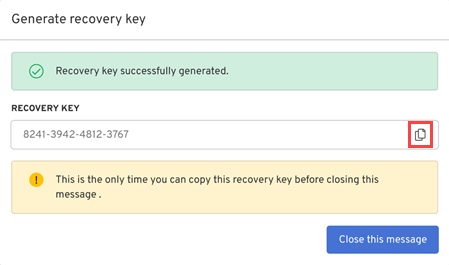 Generate recovery key
Recovery key successfully generated.
RECOVERY KEY
8241-3942-4812-3767
This is the only time you can copy this recovery key before closing this
message .
Close this message